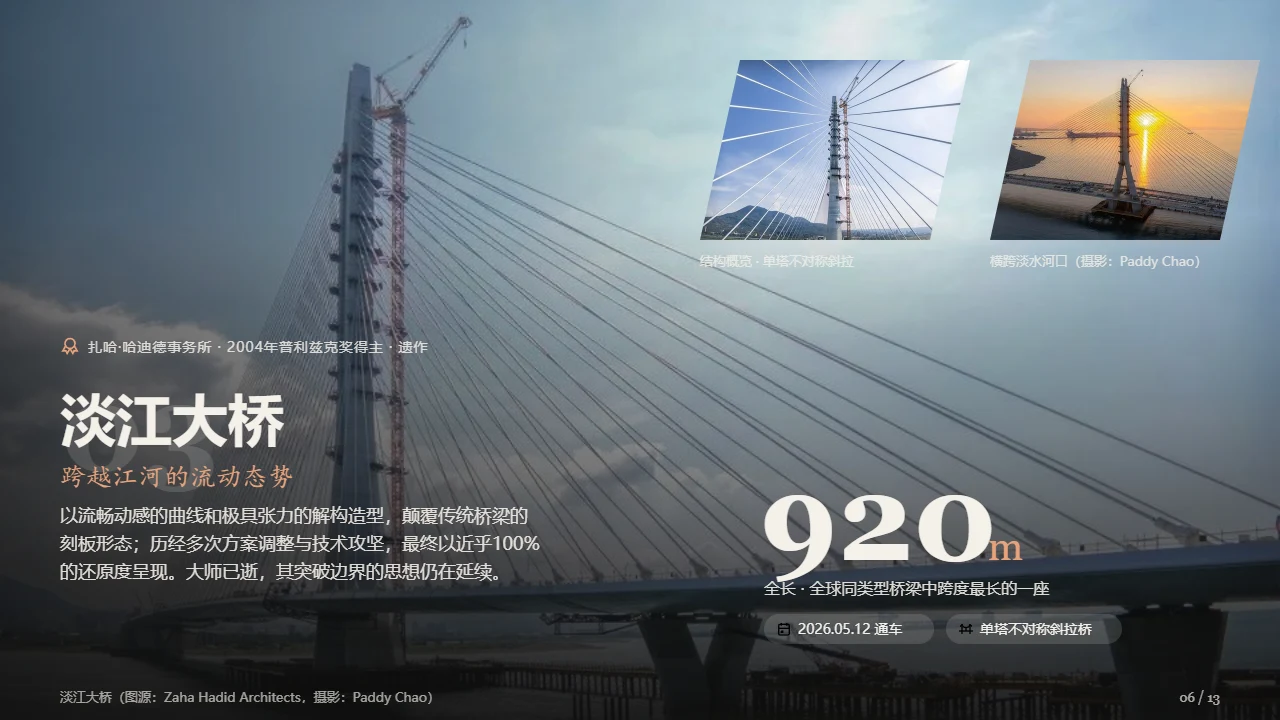 结构概览 · 单塔不对称斜拉
横跨淡水河口（摄影：Paddy Chao）
扎哈·哈迪德事务所 · 2004年普利兹克奖得主 · 遗作
03
淡江大桥
跨越江河的流动态势
以流畅动感的曲线和极具张力的解构造型，颠覆传统桥梁的
刻板形态；历经多次方案调整与技术攻坚，最终以近乎100%
的还原度呈现。大师已逝，其突破边界的思想仍在延续。
920m
全长 · 全球同类型桥梁中跨度最长的一座
2026.05.12 通车
单塔不对称斜拉桥
淡江大桥（图源：Zaha Hadid Architects，摄影：Paddy Chao）
06 / 13